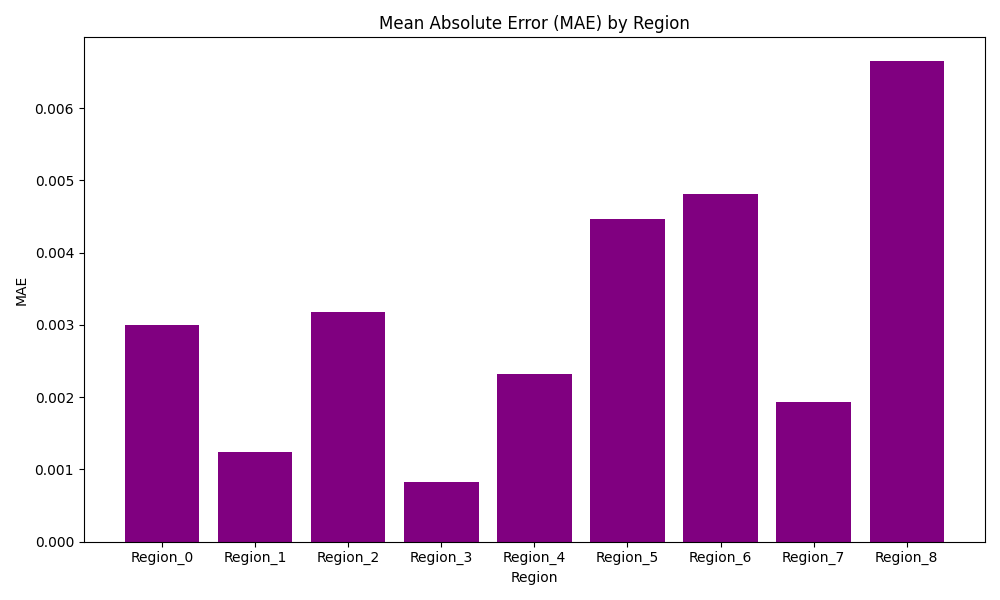 Mean Absolute Error (MAE) by Region
MAE
0.006
0.005
0.004
0.003
0.002
0.001
0.000
Region_0 Region_1 Region_2 Region_3 Region_4 Region_5 Region_6 Region_7 Region_8
Region